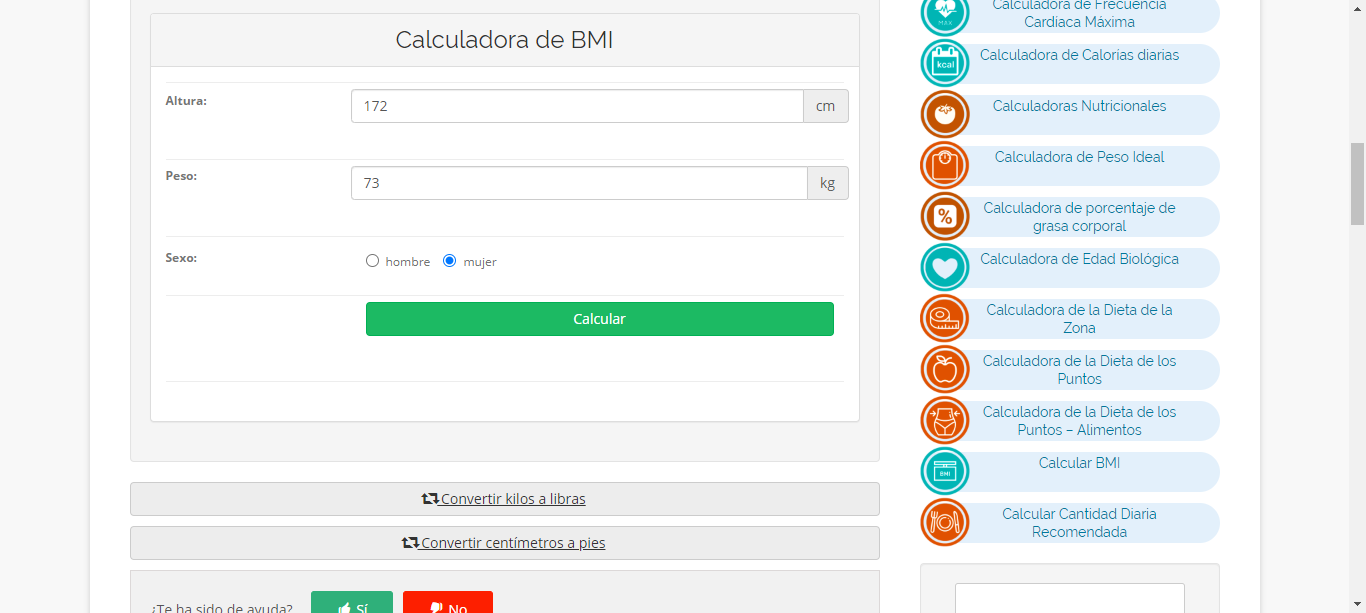 Calculadora de BMI
Altura:
172
cm
Peso:
73
kg
Sexo:
hombre
mujer
Calcular
Convertir kilos a libras
Convertir centímetros a pies
¿Te ha sido de ayuda?
Sí
No
Calculadora de Frecuencia
Cardiaca Máxima
MAX
Calculadora de Calorías diarias
kcal
Calculadoras Nutricionales
Calculadora de Peso Ideal
Calculadora de porcentaje de
grasa corporal
%
Calculadora de Edad Biológica
Calculadora de la Dieta de la
Zona
Calculadora de la Dieta de los
Puntos
Calculadora de la Dieta de los
Puntos – Alimentos
Calcular BMI
BMI
Calcular Cantidad Diaria
Recomendada